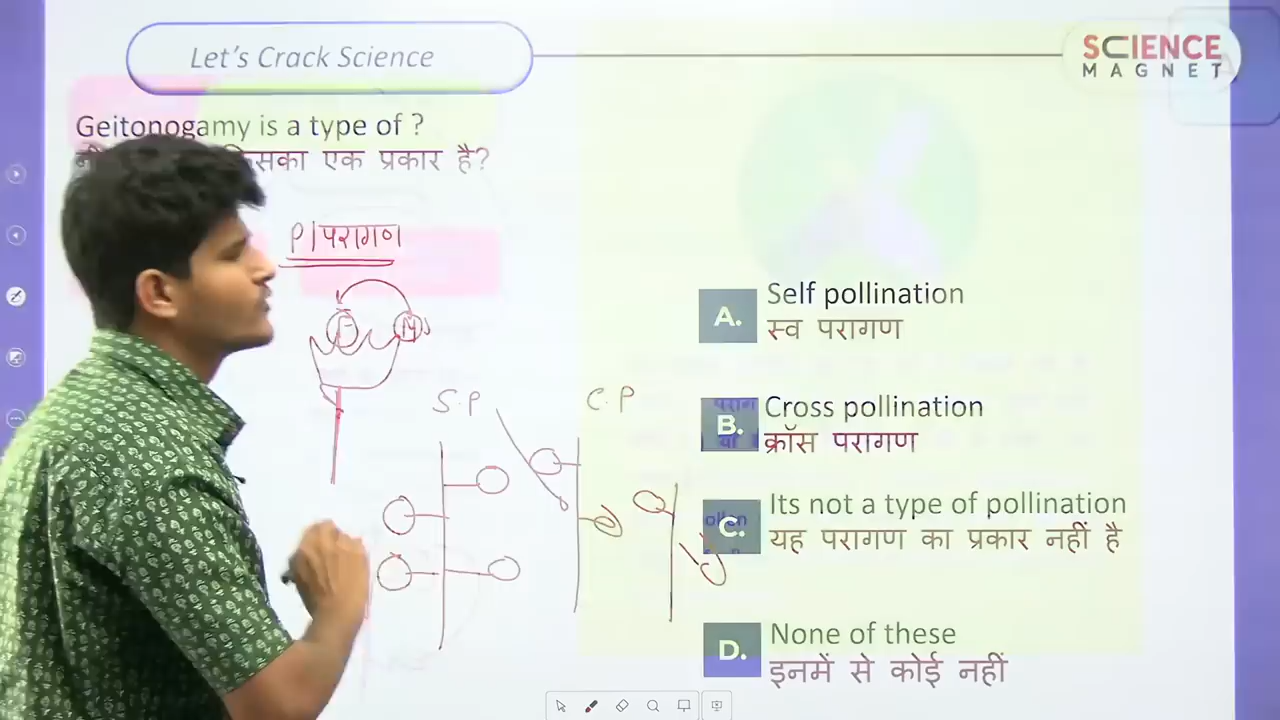 Let's Crack Science
SCIENCE
MAGNET
Geitonogamy is a type of ?
किसका एक प्रकार है?
P/परागण
F M
S.P C.P
A. Self pollination
स्व परागण
B. Cross pollination
क्रॉस परागण
C. Its not a type of pollination
यह परागण का प्रकार नहीं है
D. None of these
इनमें से कोई नहीं